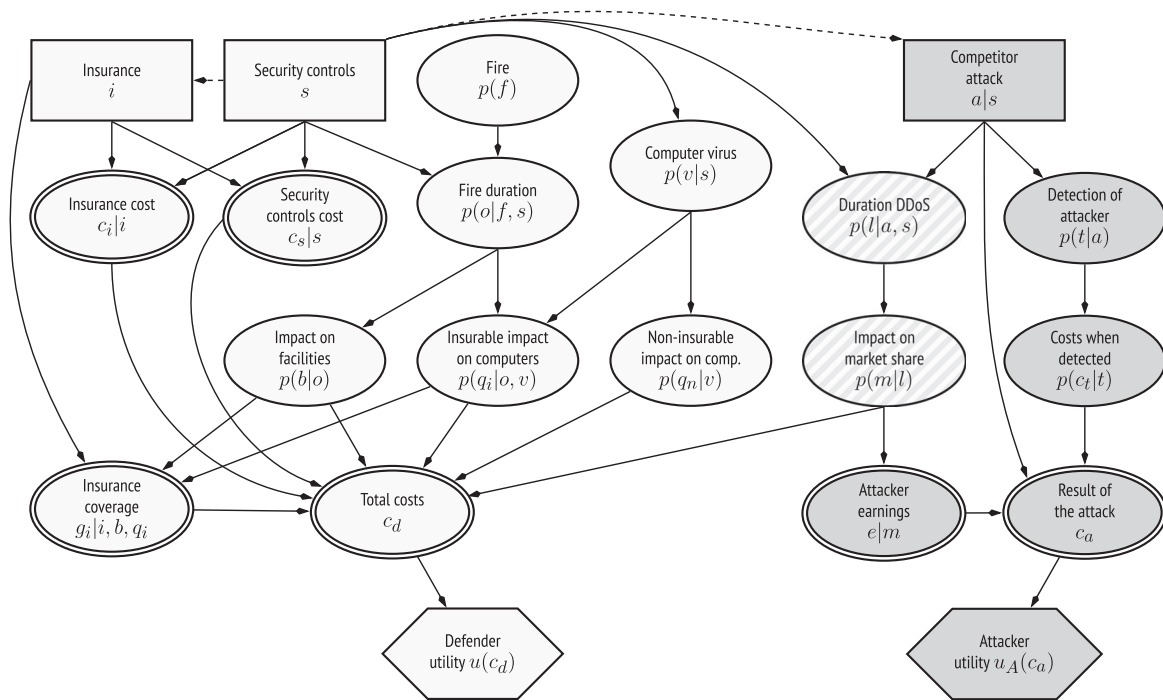 Insurance
i
Security controls
s
Fire
p(f)
Competitor
attack
a|s
Computer virus
p(v|s)
Insurance cost
c_i|i
Security
controls cost
c_s|s
Fire duration
p(o|f, s)
Duration DDoS
p(l|a, s)
Detection of
attacker
p(t|a)
Impact on
facilities
p(b|o)
Insurable impact
on computers
p(q_i|o, v)
Non-insurable
impact on comp.
p(q_n|v)
Impact on
market share
p(m|l)
Costs when
detected
p(c_t|t)
Insurance
coverage
g_i|i, b, q_i
Total costs
c_d
Attacker
earnings
e|m
Result of
the attack
c_a
Defender
utility u(c_d)
Attacker
utility u_A(c_a)